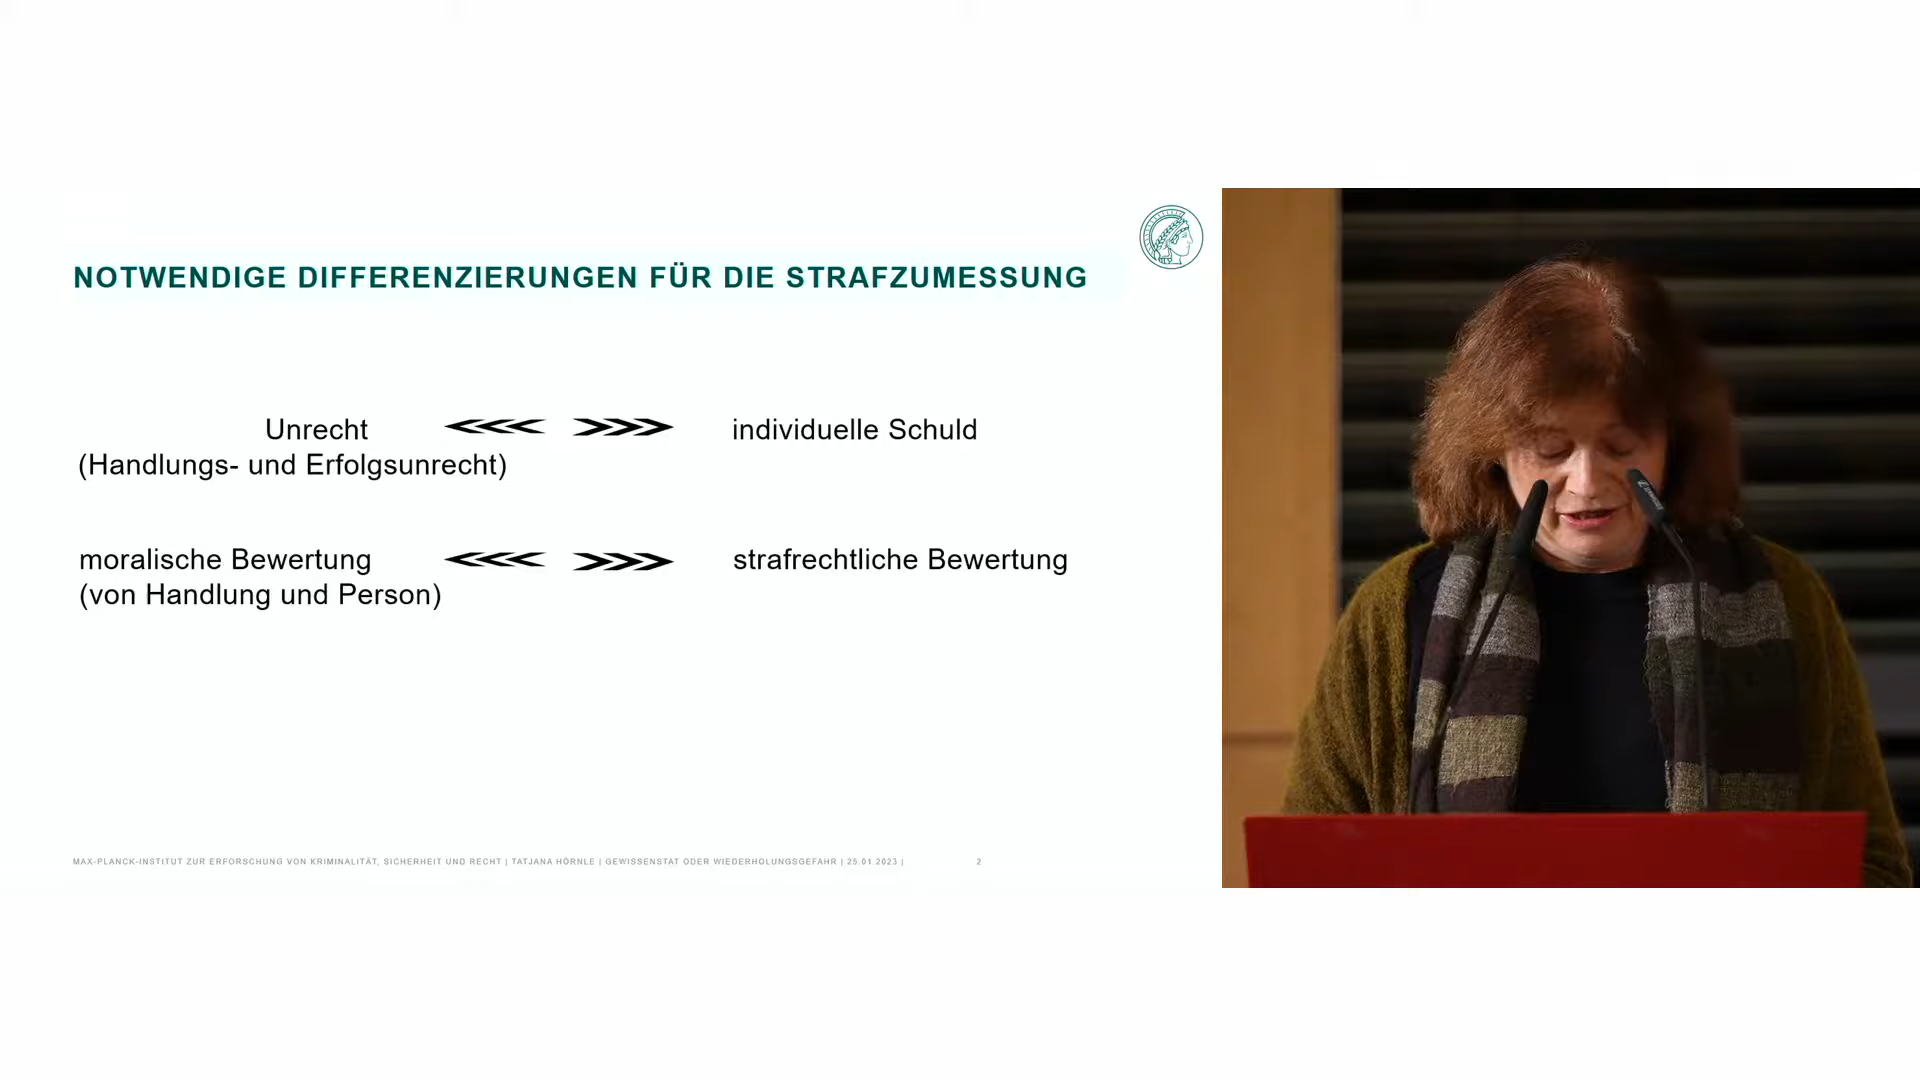 NOTWENDIGE DIFFERENZIERUNGEN FÜR DIE STRAFZUMESSUNG
Unrecht individuelle Schuld
(Handlungs- und Erfolgsunrecht)
moralische Bewertung strafrechtliche Bewertung
(von Handlung und Person)
MAX-PLANCK-INSTITUT ZUR ERFORSCHUNG VON KRIMINALITÄT, SICHERHEIT UND RECHT | TATJANA HÖRNLE | GEWISSENSTAT ODER WIEDERHOLUNGSGEFAHR | 25.01.2023 | 2